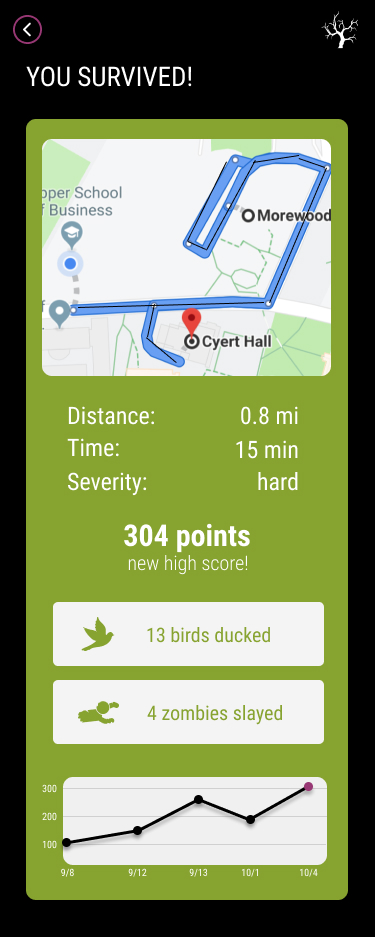 YOU SURVIVED!
pper School
f Business
Morewood
f
Cyert Hall
Distance: 0.8 mi
Time: 15 min
Severity: hard
304 points
new high score!
13 birds ducked
4 zombies slayed
300
200
100
9/8 9/12 9/13 10/1 10/4